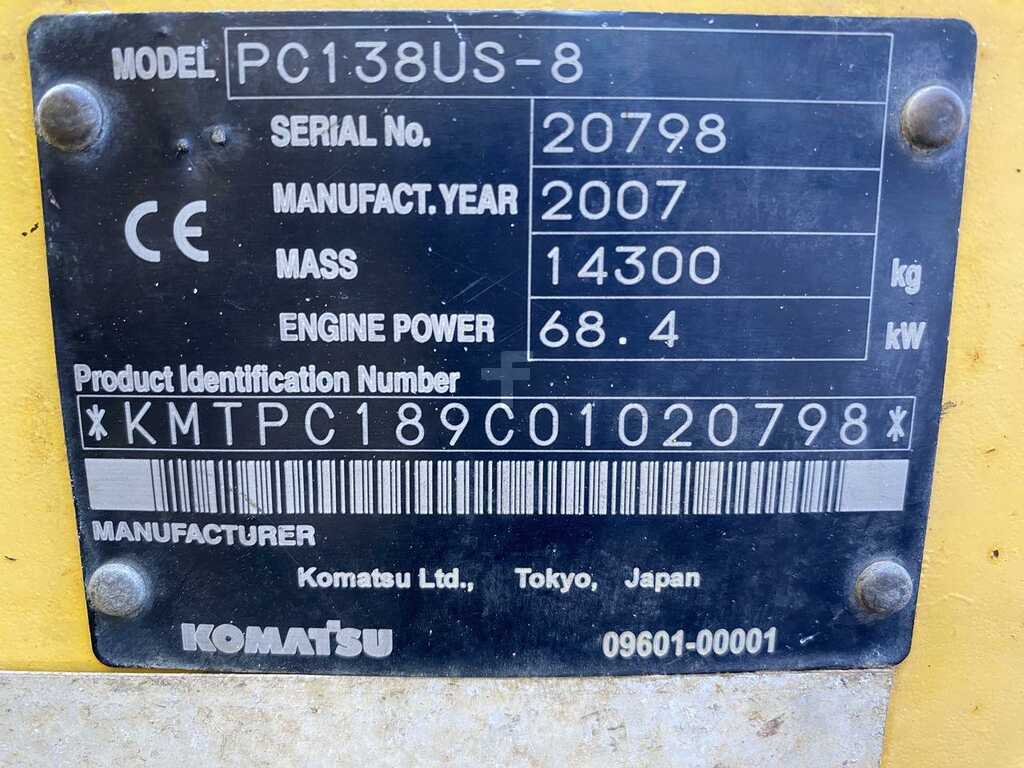 MODEL PC138US-8
SERIAL No. 20798
MANUFACT. YEAR 2007
CE
MASS 14300 kg
ENGINE POWER 68.4 kW
Product Identification Number
*KMTPC189C01020798*
MANUFACTURER
Komatsu Ltd., Tokyo, Japan
KOMATSU 09601-00001